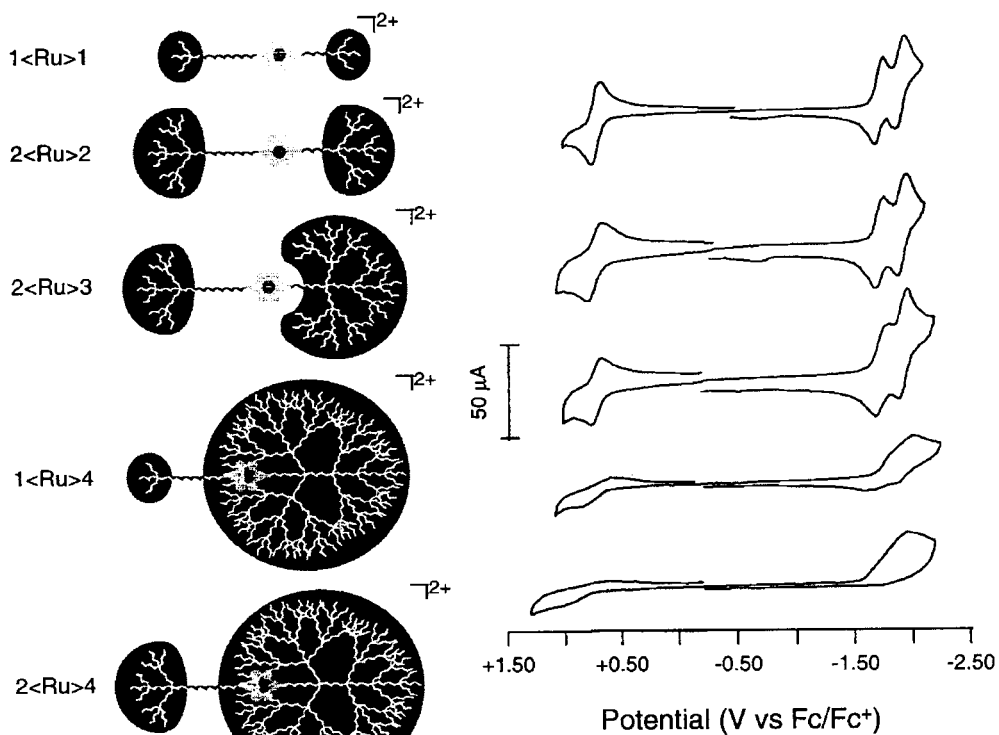 1<Ru>1
2+
2<Ru>2
2+
2<Ru>3
2+
1<Ru>4
2+
2<Ru>4
2+
50 μA
+1.50 +0.50 -0.50 -1.50 -2.50
Potential (V vs Fc/Fc⁺)